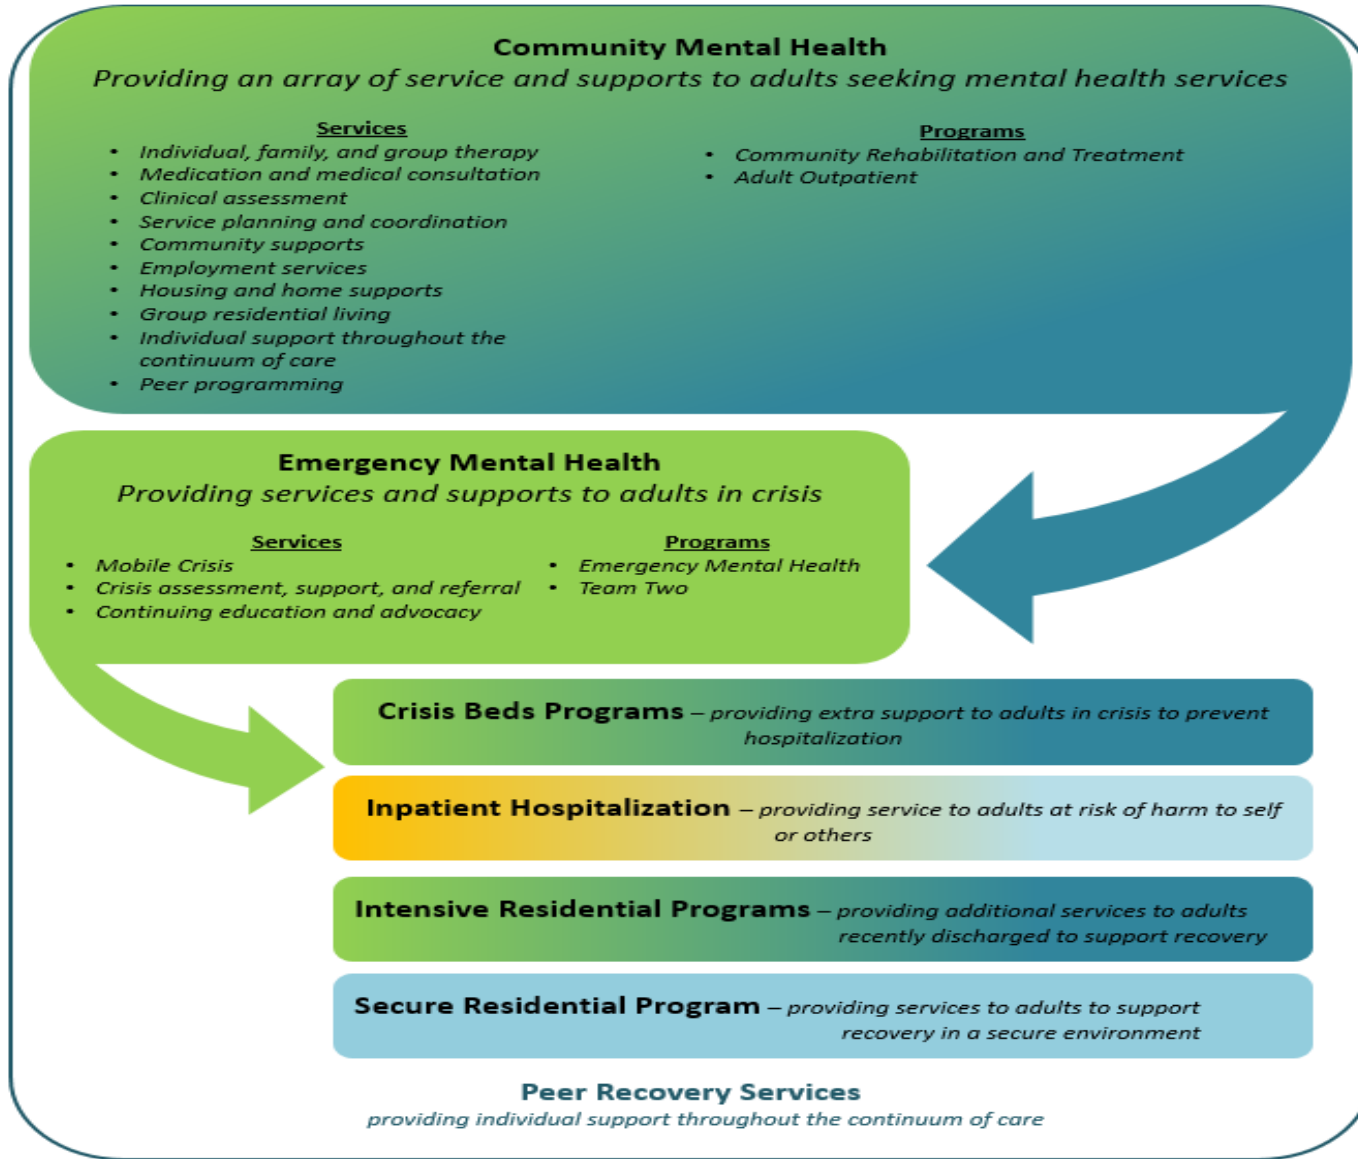 Community Mental Health
Providing an array of service and supports to adults seeking mental health services
Services
• Individual, family, and group therapy
• Medication and medical consultation
• Clinical assessment
• Service planning and coordination
• Community supports
• Employment services
• Housing and home supports
• Group residential living
• Individual support throughout the
continuum of care
• Peer programming
Programs
• Community Rehabilitation and Treatment
• Adult Outpatient
Emergency Mental Health
Providing services and supports to adults in crisis
Services
• Mobile Crisis
• Crisis assessment, support, and referral
• Continuing education and advocacy
Programs
• Emergency Mental Health
• Team Two
Crisis Beds Programs – providing extra support to adults in crisis to prevent
hospitalization
Inpatient Hospitalization – providing service to adults at risk of harm to self
or others
Intensive Residential Programs – providing additional services to adults
recently discharged to support recovery
Secure Residential Program – providing services to adults to support
recovery in a secure environment
Peer Recovery Services
providing individual support throughout the continuum of care